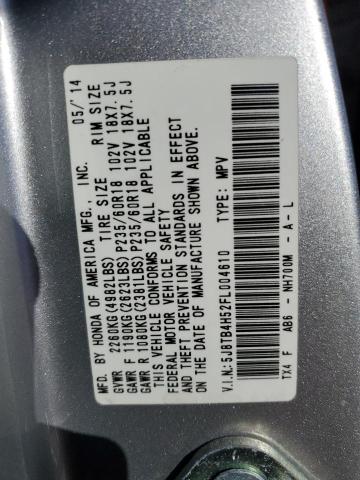 MFD. BY HONDA OF AMERICA MFG., INC. 05/'14
TIRE SIZE RIM SIZE
GVWR 2260KG(4982LBS)
GAWR F 1190KG(2623LBS)P235/60R18 102V 18X7.5J
GAWR R 1080KG(2381LBS)P235/60R18 102V 18X7.5J
THIS VEHICLE CONFORMS TO ALL APPLICABLE
FEDERAL MOTOR VEHICLE SAFETY
AND THEFT PREVENTION STANDARDS IN EFFECT
ON THE DATE OF MANUFACTURE SHOWN ABOVE.
V.I.N.:5J8TB4H52FL004610 TYPE: MPV
TX4 F AB6 - NH700M - A - L